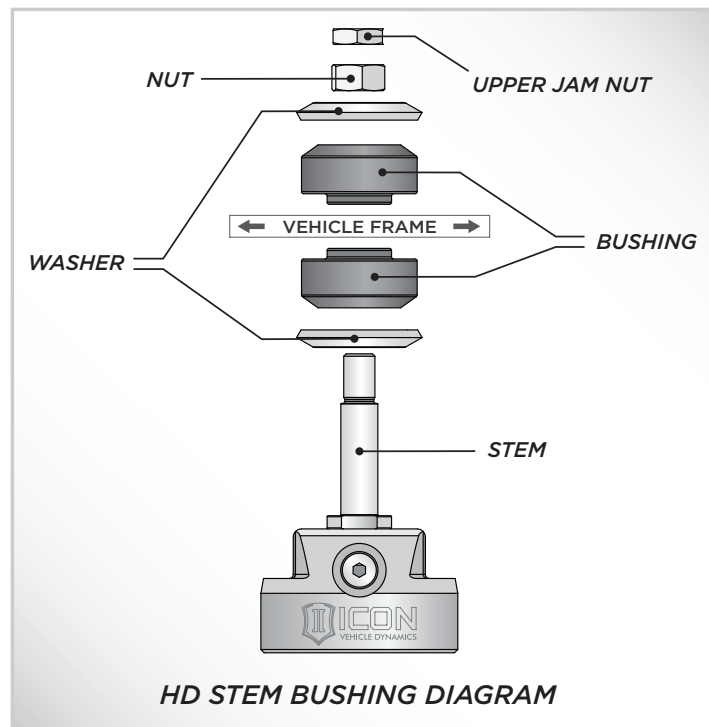 UPPER JAM NUT
NUT
VEHICLE FRAME
WASHER
BUSHING
STEM
ICON
VEHICLE DYNAMICS
HD STEM BUSHING DIAGRAM